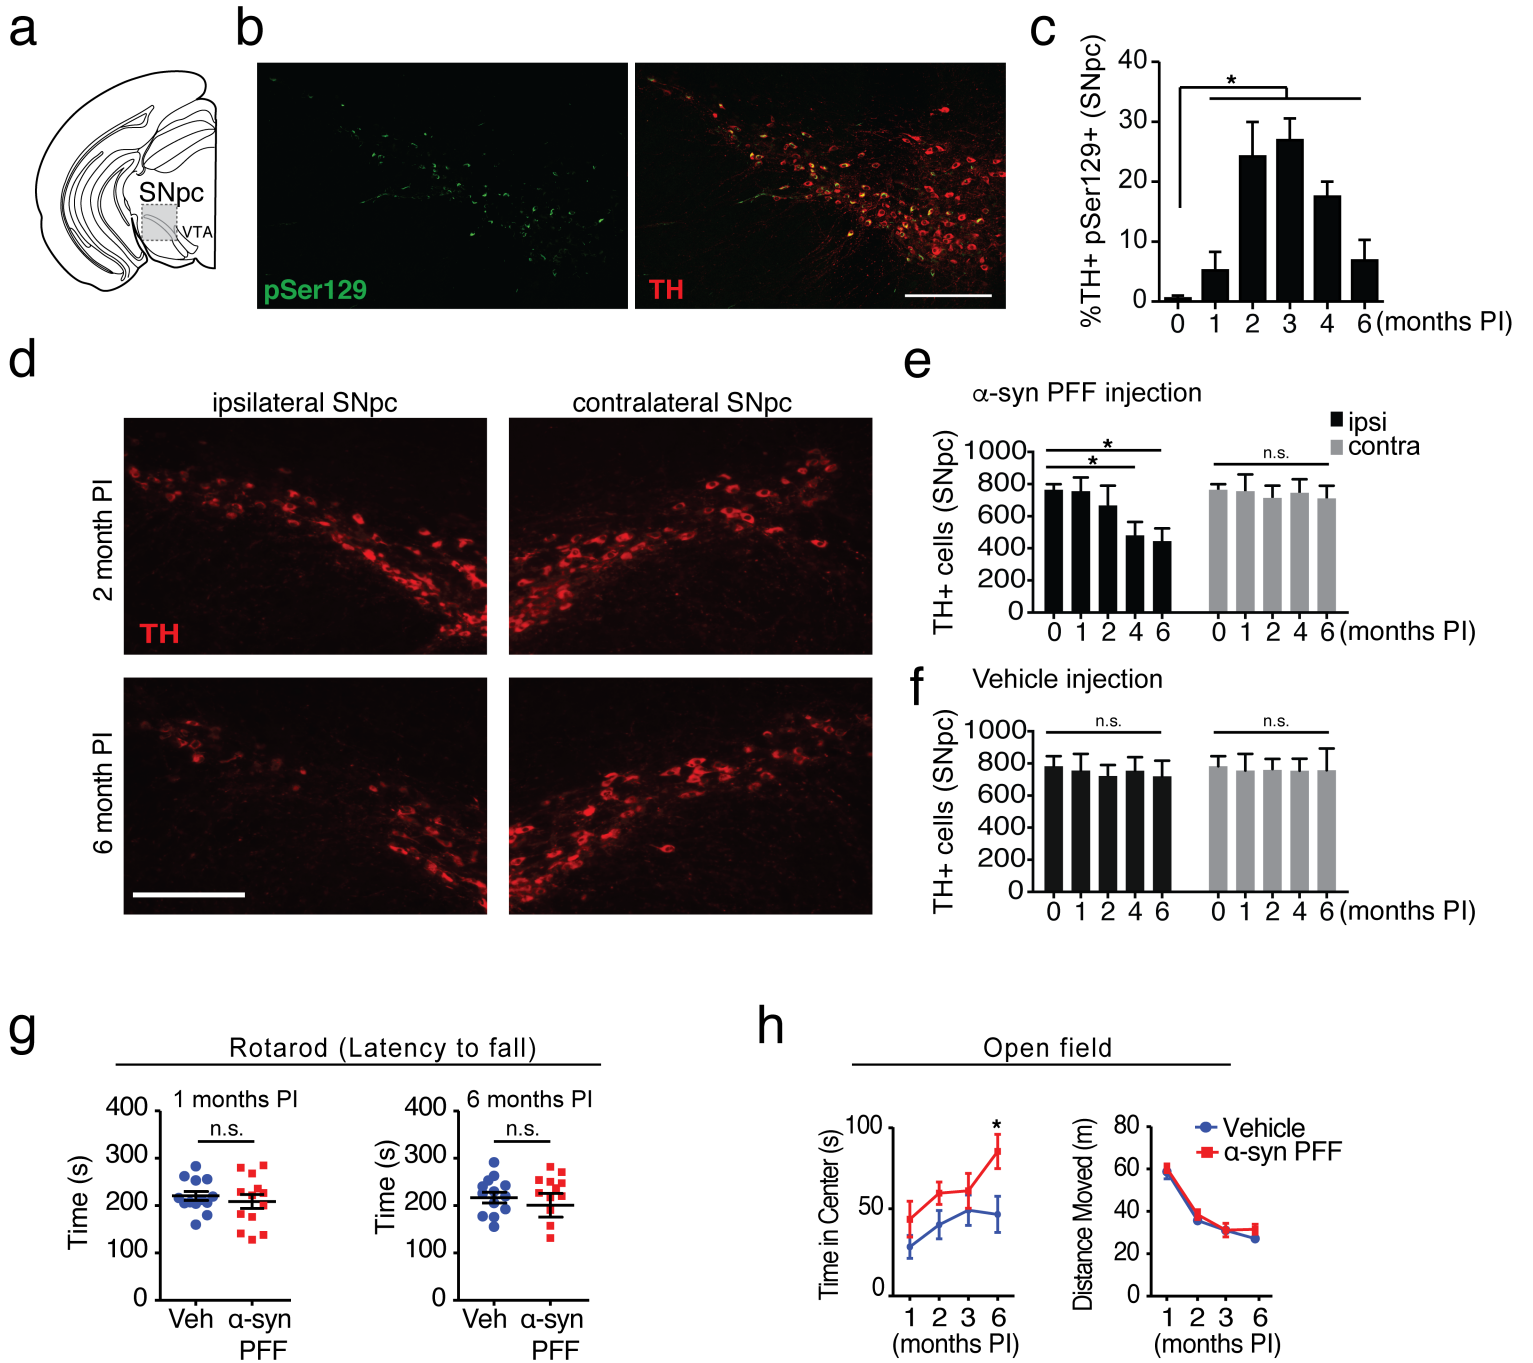 a
SNpc
VTA
b
pSer129
TH
c
%TH+ pSer129+ (SNpc)
40
30
20
10
0
*
0 1 2 3 4 6 (months PI)
d
ipsilateral SNpc
contralateral SNpc
2 month PI
TH
6 month PI
e
α-syn PFF injection
ipsi
contra
TH+ cells (SNpc)
1000
800
600
400
200
0
*
*
n.s.
0 1 2 4 6
0 1 2 4 6 (months PI)
f
Vehicle injection
TH+ cells (SNpc)
1000
800
600
400
200
0
n.s.
n.s.
0 1 2 4 6
0 1 2 4 6 (months PI)
g
Rotarod (Latency to fall)
1 months PI
Time (s)
400
300
200
100
0
n.s.
Veh α-syn
PFF
6 months PI
Time (s)
400
300
200
100
0
n.s.
Veh α-syn
PFF
h
Open field
Time in Center (s)
100
50
0
*
1 2 3 6
(months PI)
Distance Moved (m)
80
60
40
20
0
Vehicle
α-syn PFF
1 2 3 6
(months PI)